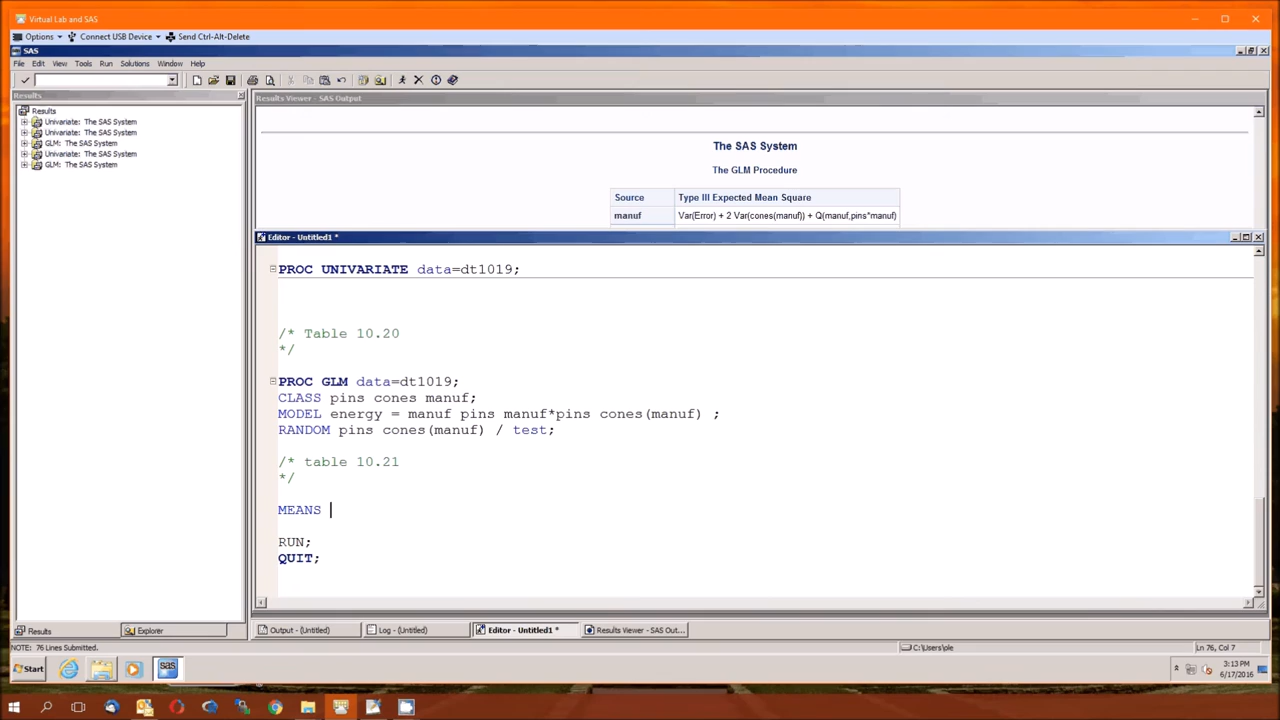 Virtual Lab and SAS
Options Connect USB Device Send Ctrl-Alt-Delete
SAS
File Edit View Tools Run Solutions Window Help
Results
Results
Univariate: The SAS System
Univariate: The SAS System
GLM: The SAS System
Univariate: The SAS System
GLM: The SAS System
Results Viewer - SAS Output
The SAS System
The GLM Procedure
Source Type III Expected Mean Square
manuf Var(Error) + 2 Var(cones(manuf)) + Q(manuf,pins*manuf)
Editor - Untitled1 *
PROC UNIVARIATE data=dt1019;
/* Table 10.20
*/
PROC GLM data=dt1019;
CLASS pins cones manuf;
MODEL energy = manuf pins manuf*pins cones(manuf) ;
RANDOM pins cones(manuf) / test;
/* table 10.21
*/
MEANS
RUN;
QUIT;
Results Explorer
Output - (Untitled) Log - (Untitled) Editor - Untitled1 * Results Viewer - SAS Out...
NOTE: 76 Lines Submitted. C:\Users\ple Ln 76, Col 7
Start sas 3:13 PM
6/17/2016